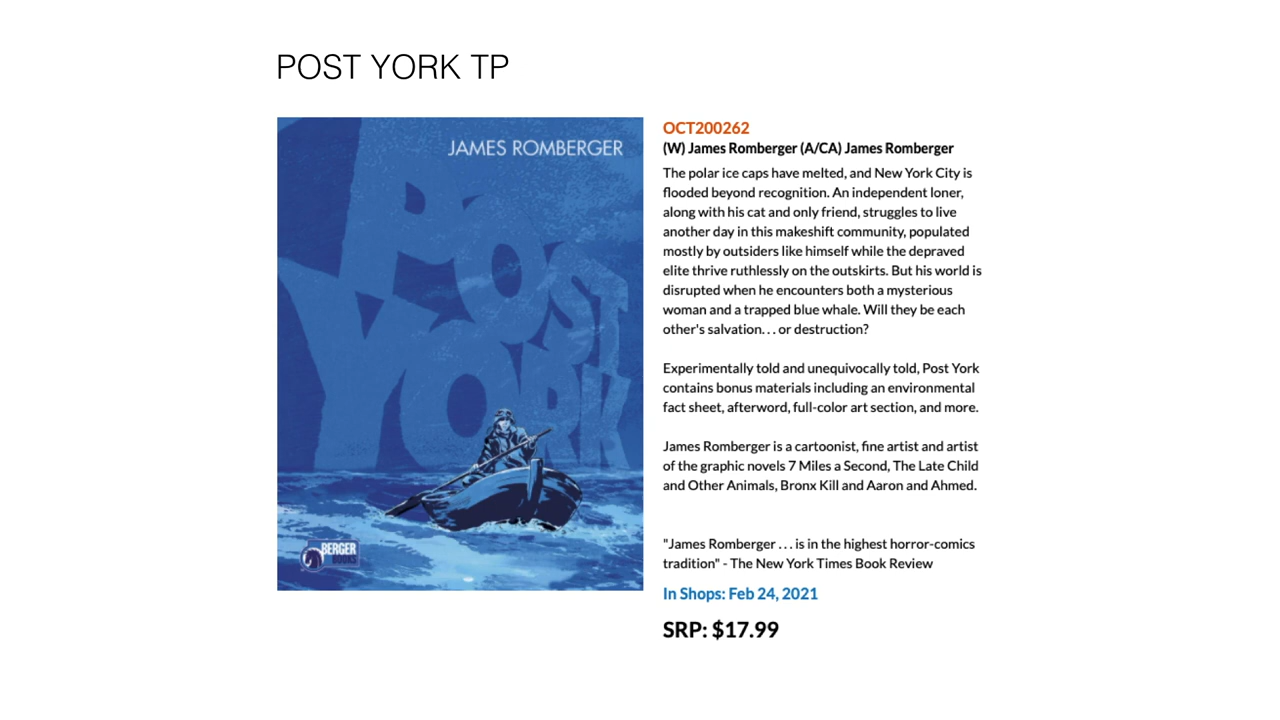 POST YORK TP
JAMES ROMBERGER
POST
YORK
BERGER
BOOKS
OCT200262
(W) James Romberger (A/CA) James Romberger
The polar ice caps have melted, and New York City is
flooded beyond recognition. An independent loner,
along with his cat and only friend, struggles to live
another day in this makeshift community, populated
mostly by outsiders like himself while the depraved
elite thrive ruthlessly on the outskirts. But his world is
disrupted when he encounters both a mysterious
woman and a trapped blue whale. Will they be each
other's salvation. . . or destruction?
Experimentally told and unequivocally told, Post York
contains bonus materials including an environmental
fact sheet, afterword, full-color art section, and more.
James Romberger is a cartoonist, fine artist and artist
of the graphic novels 7 Miles a Second, The Late Child
and Other Animals, Bronx Kill and Aaron and Ahmed.
"James Romberger . . . is in the highest horror-comics
tradition" - The New York Times Book Review
In Shops: Feb 24, 2021
SRP: $17.99